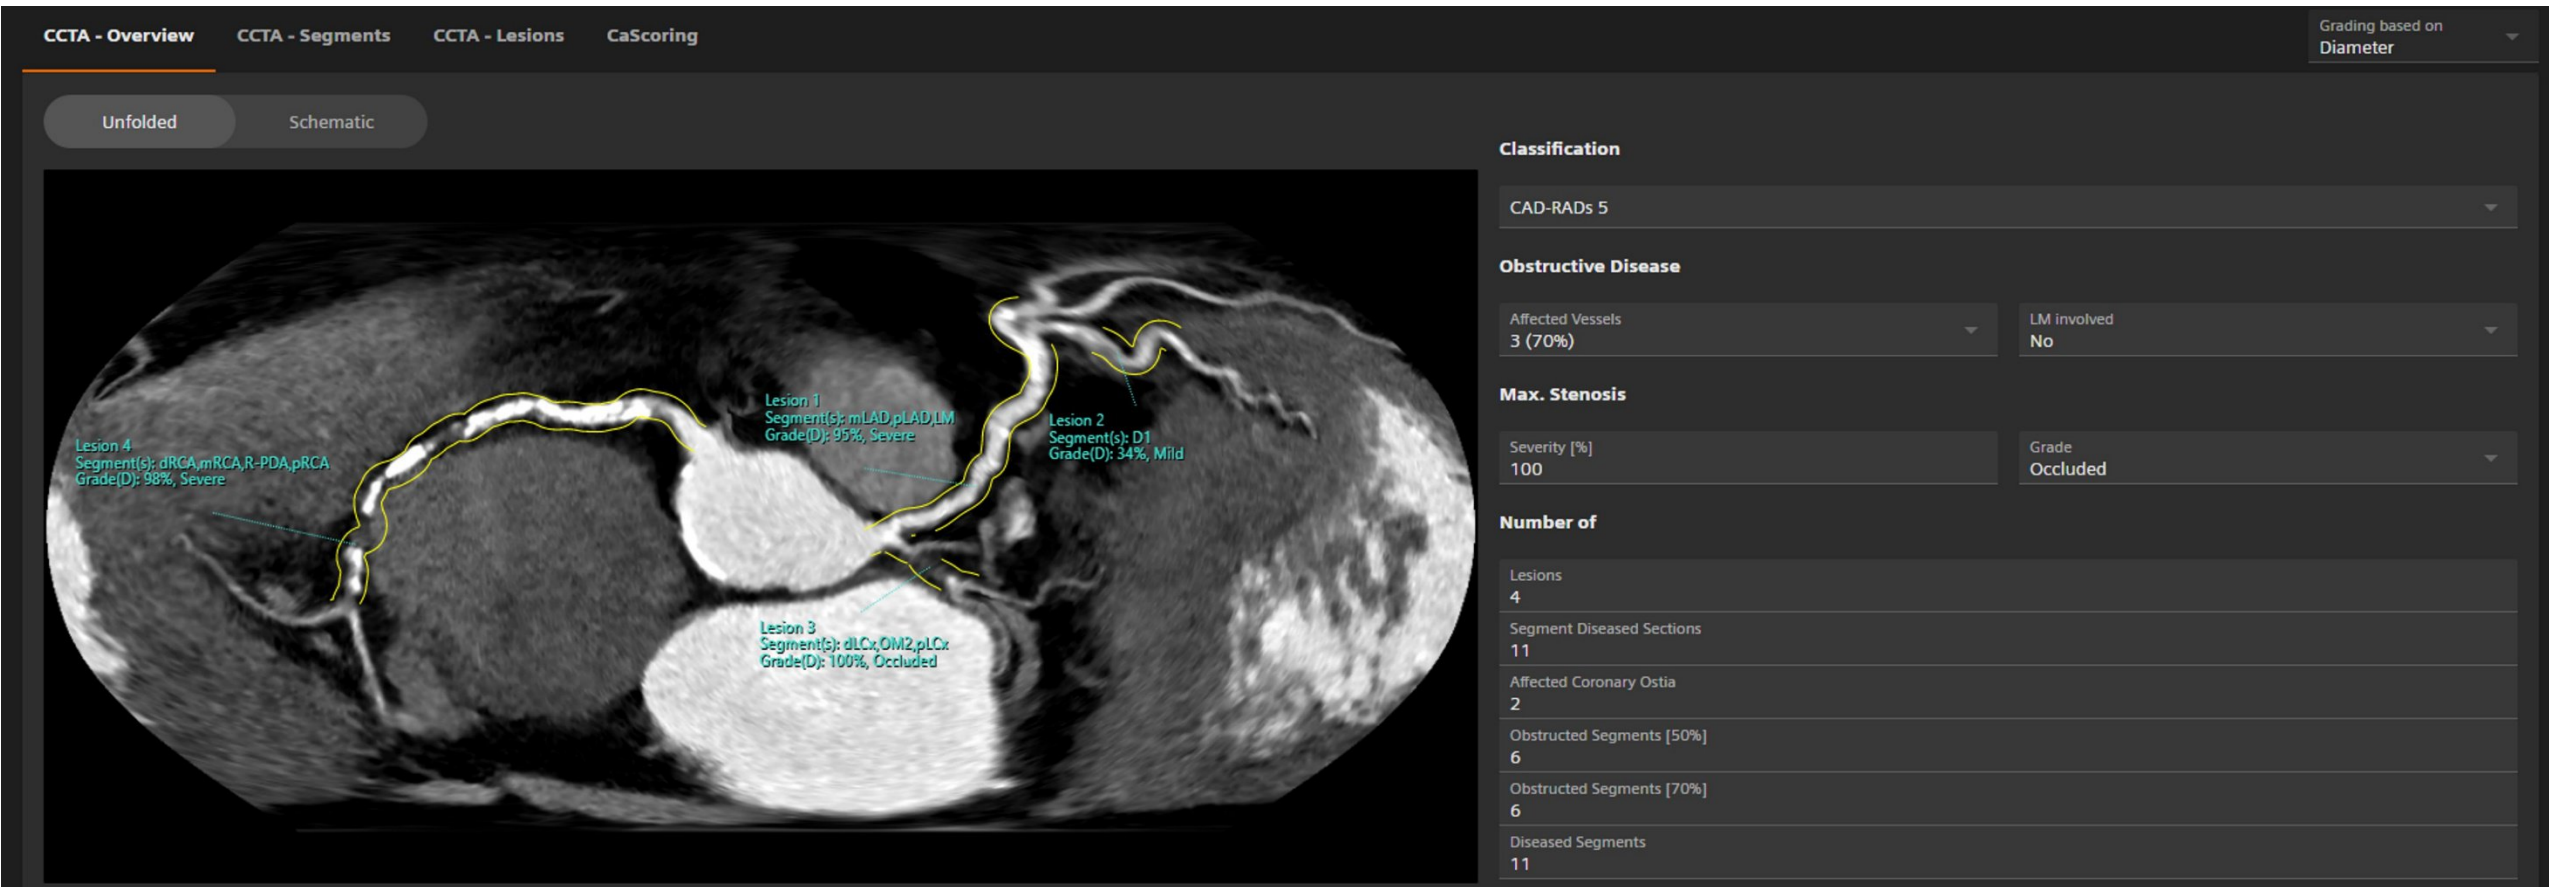 CCTA - Overview CCTA - Segments CCTA - Lesions CaScoring
Grading based on
Diameter
Unfolded Schematic
Lesion 4
Segment(s): dRCA,mRCA,R-PDA,pRCA
Grade(D): 98%, Severe
Lesion 1
Segment(s): mLAD,pLAD,LM
Grade(D): 95%, Severe
Lesion 2
Segment(s): D1
Grade(D): 34%, Mild
Lesion 3
Segment(s): dLCx,OM2,pLCx
Grade(D): 100%, Occluded
Classification
CAD-RADs 5
Obstructive Disease
Affected Vessels
3 (70%)
LM involved
No
Max. Stenosis
Severity [%]
100
Grade
Occluded
Number of
Lesions
4
Segment Diseased Sections
11
Affected Coronary Ostia
2
Obstructed Segments [50%]
6
Obstructed Segments [70%]
6
Diseased Segments
11